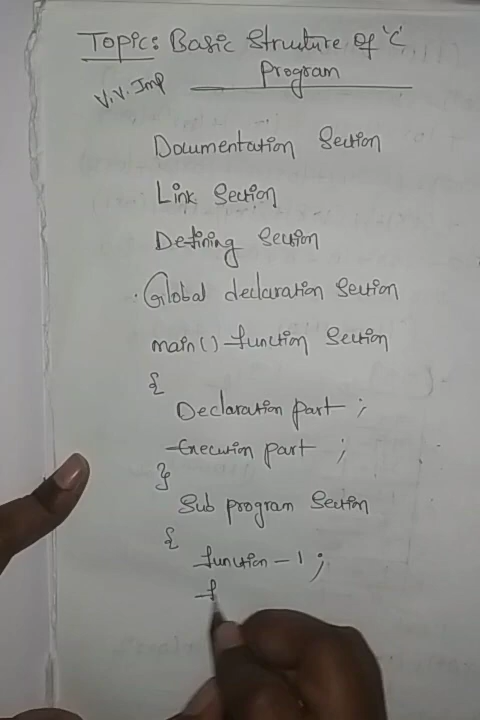 Topic: Basic Structure of 'C'
Program
V.V. Imp
Documentation Section
Link Section
Defining Section
Global declaration Section
main() function Section
{
Declaration part ;
Execution part ;
}
Sub program Section
{
function - 1 ;
f